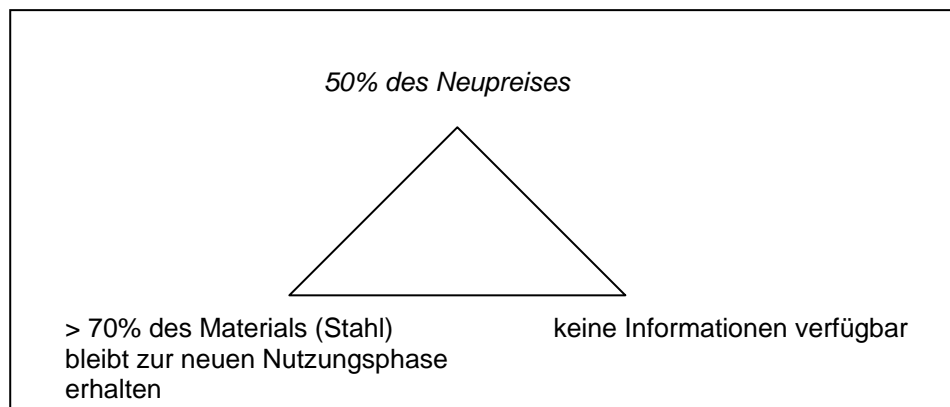 50% des Neupreises
> 70% des Materials (Stahl)
bleibt zur neuen Nutzungsphase
erhalten
keine Informationen verfügbar